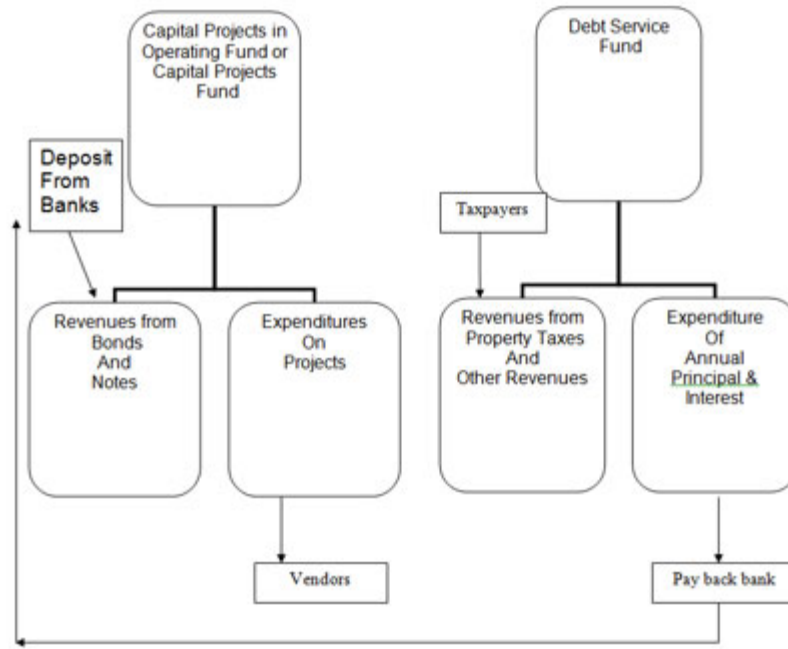 Capital Projects in
Operating Fund or
Capital Projects
Fund
Debt Service
Fund
Deposit
From
Banks
Taxpayers
Revenues from
Bonds
And
Notes
Expenditures
On
Projects
Revenues from
Property Taxes
And
Other Revenues
Expenditure
Of
Annual
Principal &
Interest
Vendors
Pay back bank